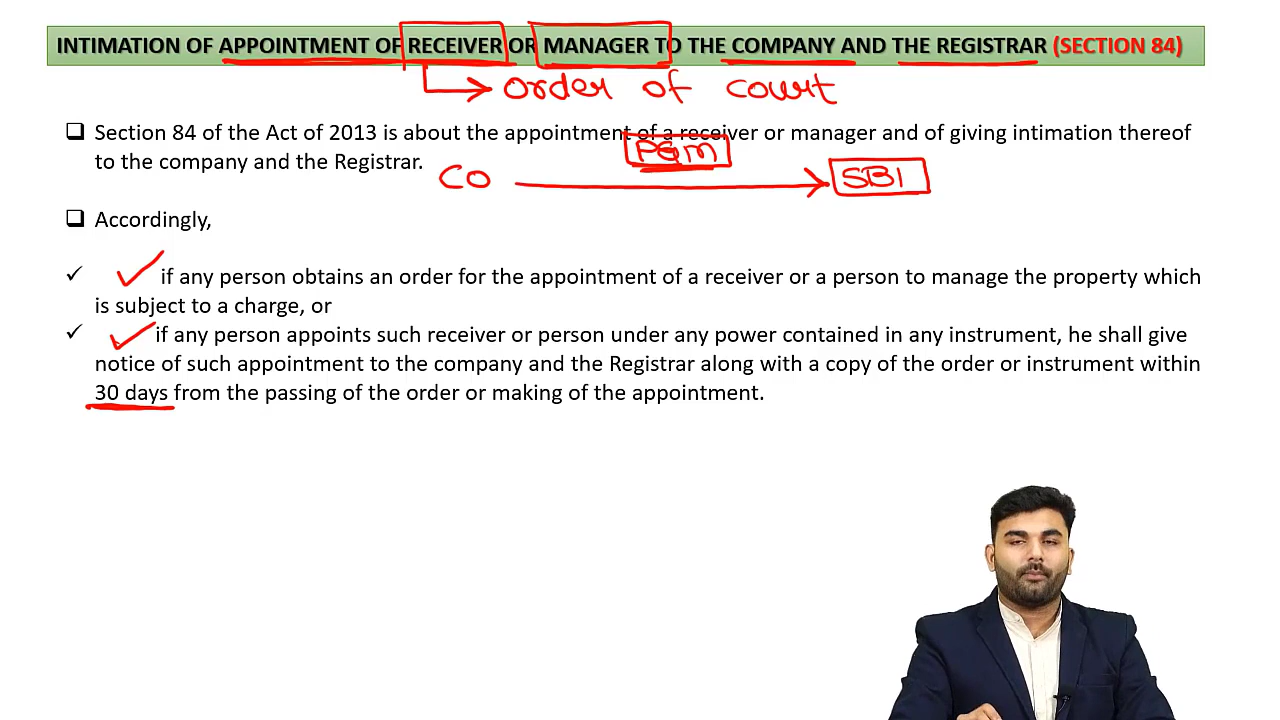 INTIMATION OF APPOINTMENT OF RECEIVER OR MANAGER TO THE COMPANY AND THE REGISTRAR (SECTION 84)
order of court
Section 84 of the Act of 2013 is about the appointment of a receiver or manager and of giving intimation thereof
to the company and the Registrar.
P&M
CO SBI
Accordingly,
if any person obtains an order for the appointment of a receiver or a person to manage the property which
is subject to a charge, or
if any person appoints such receiver or person under any power contained in any instrument, he shall give
notice of such appointment to the company and the Registrar along with a copy of the order or instrument within
30 days from the passing of the order or making of the appointment.